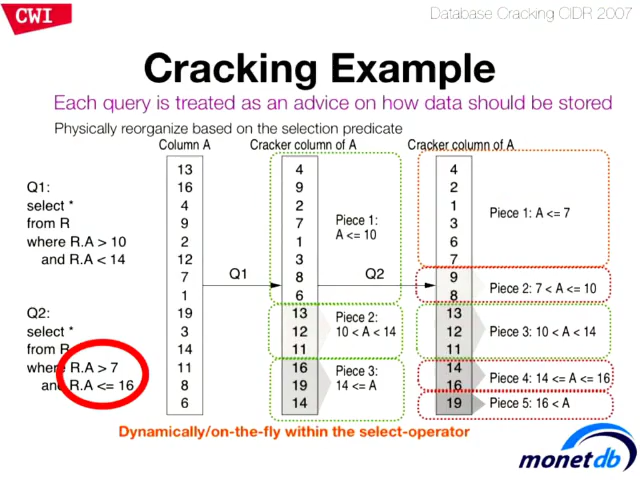 CWI
Database Cracking CIDR 2007
Cracking Example
Each query is treated as an advice on how data should be stored
Physically reorganize based on the selection predicate
Column A
Cracker column of A
Cracker column of A
Q1:
select *
from R
where R.A > 10
and R.A < 14
Q2:
select *
from R
where R.A > 7
and R.A <= 16
13
16
4
9
2
12
7
1
19
3
14
11
8
6
Q1
4
9
2
7
1
3
8
6
13
12
11
16
19
14
Piece 1:
A <= 10
Piece 2:
10 < A < 14
Piece 3:
14 <= A
Q2
4
2
1
3
6
7
9
8
13
12
11
14
16
19
Piece 1: A <= 7
Piece 2: 7 < A <= 10
Piece 3: 10 < A < 14
Piece 4: 14 <= A <= 16
Piece 5: 16 < A
Dynamically/on-the-fly within the select-operator
monetdb